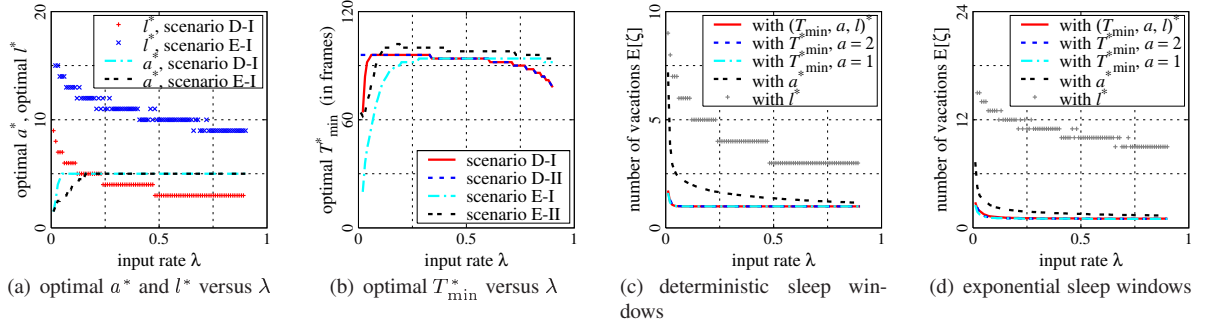 optimal a*, optimal l*
20
10
0
0
0.5
1
l*, scenario D-I
l*, scenario E-I
a*, scenario D-I
a*, scenario E-I
input rate λ
(a) optimal a* and l* versus λ
optimal T*min (in frames)
120
60
0
0
0.5
1
scenario D-I
scenario D-II
scenario E-I
scenario E-II
input rate λ
(b) optimal T*min versus λ
number of vacations E[ζ]
10
5
0
0
0.5
1
with (Tmin, a, l)*
with T*min, a = 2
with T*min, a = 1
with a*
with l*
input rate λ
(c) deterministic sleep win-
dows
number of vacations E[ζ]
24
12
0
0
0.5
1
with (Tmin, a, l)*
with T*min, a = 2
with T*min, a = 1
with a*
with l*
input rate λ
(d) exponential sleep windows